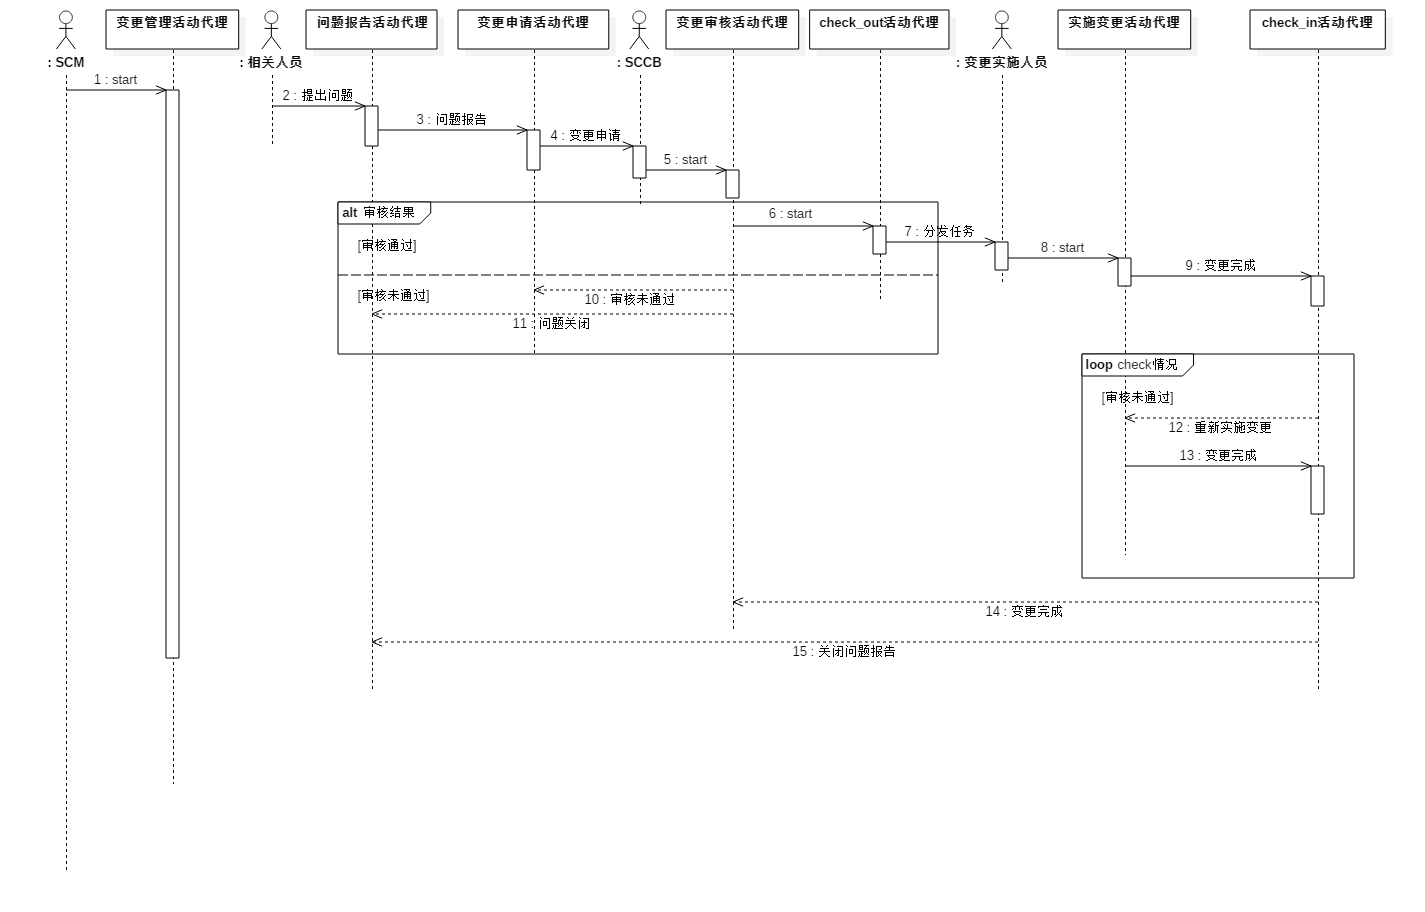 变更管理活动代理
问题报告活动代理
变更申请活动代理
变更审核活动代理
check_out活动代理
实施变更活动代理
check_in活动代理
: SCM
: 相关人员
: SCCB
: 变更实施人员
1 : start
2 : 提出问题
3 : 问题报告
4 : 变更申请
5 : start
alt 审核结果
6 : start
7 : 分发任务
[审核通过]
8 : start
9 : 变更完成
[审核未通过]
10 : 审核未通过
11 : 问题关闭
loop check情况
[审核未通过]
12 : 重新实施变更
13 : 变更完成
14 : 变更完成
15 : 关闭问题报告